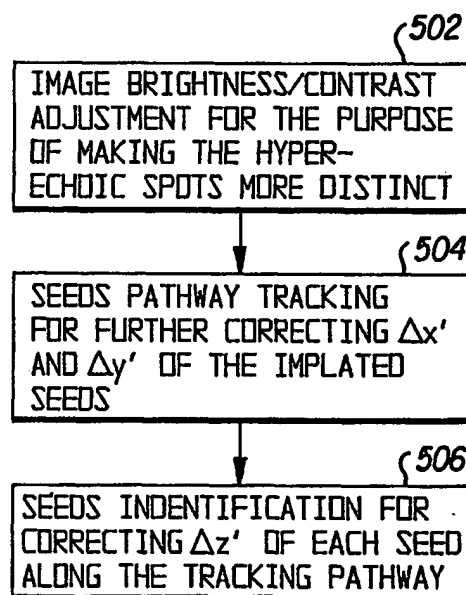 502
IMAGE BRIGHTNESS/CONTRAST
ADJUSTMENT FOR THE PURPOSE
OF MAKING THE HYPER-
ECHOIC SPOTS MORE DISTINCT
504
SEEDS PATHWAY TRACKING
FOR FURTHER CORRECTING Δx'
AND Δy' OF THE IMPLATED
SEEDS
506
SEEDS INDENTIFICATION FOR
CORRECTING Δz' OF EACH SEED
ALONG THE TRACKING PATHWAY